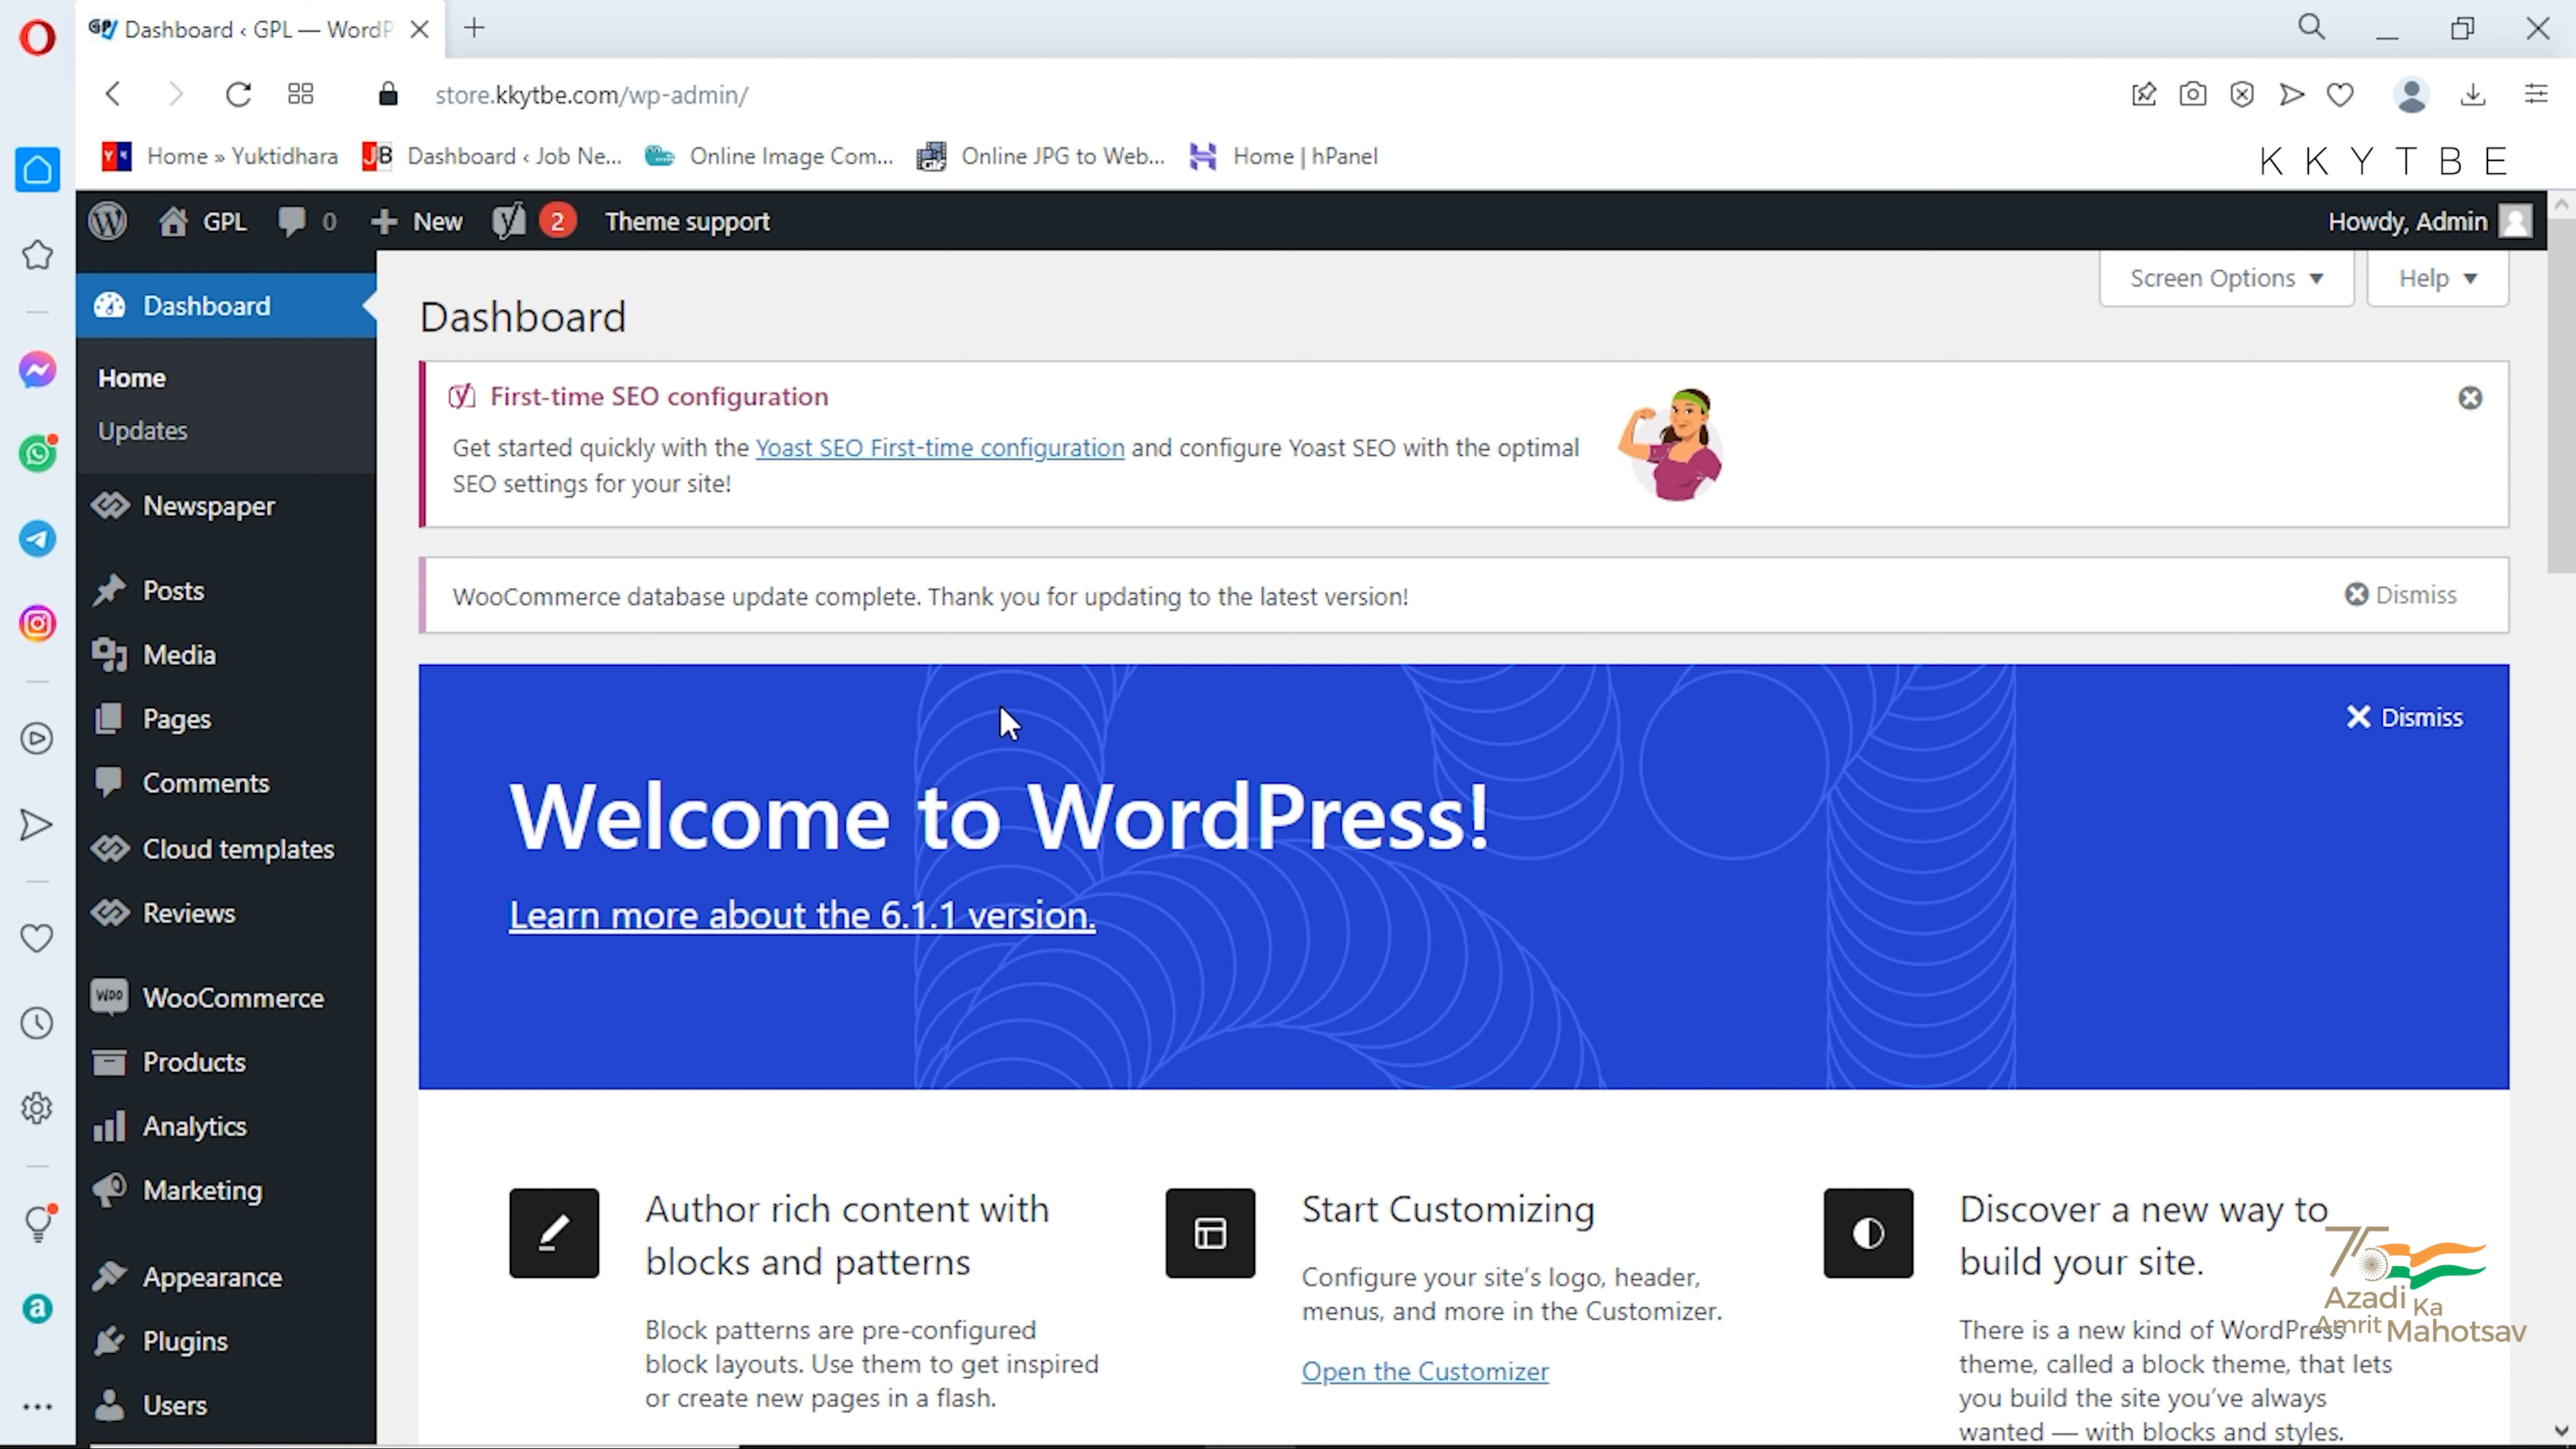 Dashboard ‹ GPL — WordP
store.kkytbe.com/wp-admin/
Home » Yuktidhara
JB Dashboard ‹ Job Ne...
Online Image Com...
Online JPG to Web...
Home | hPanel
KKYTBE
GPL 0 New 2 Theme support
Howdy, Admin
Screen Options
Help
Dashboard
Home
Updates
Newspaper
Posts
Media
Pages
Comments
Cloud templates
Reviews
WooCommerce
Products
Analytics
Marketing
Appearance
Plugins
Users
Dashboard
First-time SEO configuration
Get started quickly with the Yoast SEO First-time configuration and configure Yoast SEO with the optimal
SEO settings for your site!
WooCommerce database update complete. Thank you for updating to the latest version!
Dismiss
Dismiss
Welcome to WordPress!
Learn more about the 6.1.1 version.
Author rich content with
blocks and patterns
Block patterns are pre-configured
block layouts. Use them to get inspired
or create new pages in a flash.
Start Customizing
Configure your site's logo, header,
menus, and more in the Customizer.
Open the Customizer
Discover a new way to
build your site.
There is a new kind of WordPress
theme, called a block theme, that lets
you build the site you've always
wanted — with blocks and styles.
75
Azadi Ka
Amrit Mahotsav